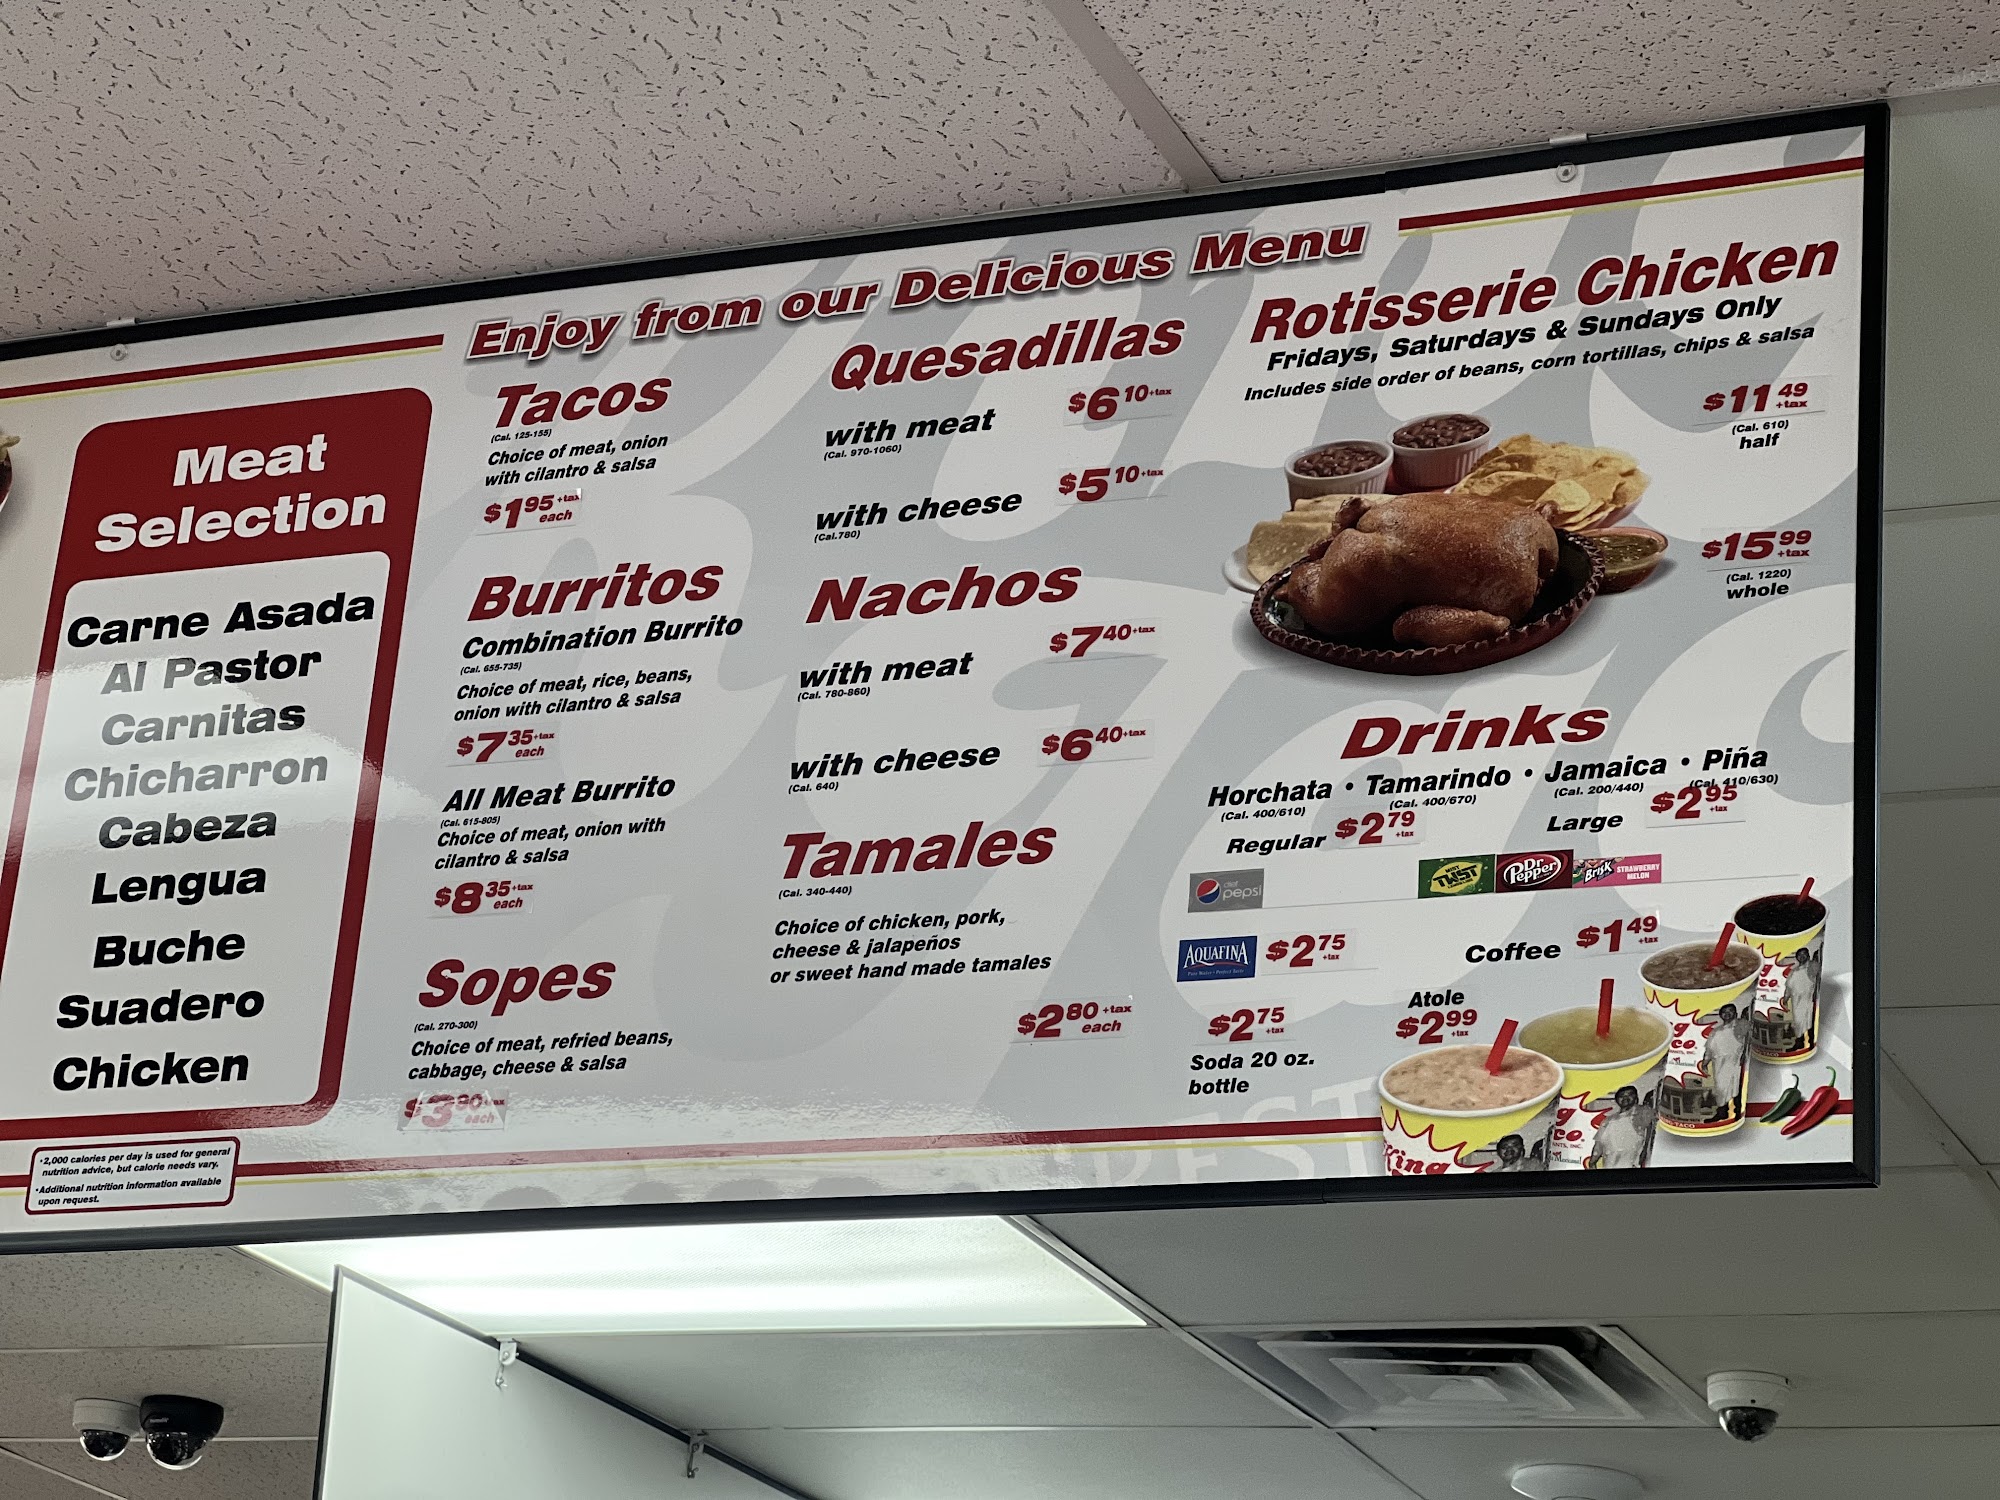 Enjoy from our Delicious Menu
Meat
Selection
Carne Asada
Al Pastor
Carnitas
Chicharron
Cabeza
Lengua
Buche
Suadero
Chicken
•2,000 calories per day is used for general
nutrition advice, but calorie needs vary.
•Additional nutrition information available
upon request.
Tacos
(Cal. 125-155)
Choice of meat, onion
with cilantro & salsa
$1 95 +tax
each
Burritos
Combination Burrito
(Cal. 655-735)
Choice of meat, rice, beans,
onion with cilantro & salsa
$7 35 +tax
each
All Meat Burrito
(Cal. 615-805)
Choice of meat, onion with
cilantro & salsa
$8 35 +tax
each
Sopes
(Cal. 270-300)
Choice of meat, refried beans,
cabbage, cheese & salsa
$3 90 +tax
each
Quesadillas
with meat $6 10 +tax
(Cal. 970-1060)
with cheese $5 10 +tax
(Cal.780)
Nachos
with meat $7 40 +tax
(Cal. 780-860)
with cheese $6 40 +tax
(Cal. 640)
Tamales
(Cal. 340-440)
Choice of chicken, pork,
cheese & jalapeños
or sweet hand made tamales
$2 80 +tax
each
Rotisserie Chicken
Fridays, Saturdays & Sundays Only
Includes side order of beans, corn tortillas, chips & salsa
$11 49
+tax
(Cal. 610)
half
$15 99
+tax
(Cal. 1220)
whole
Drinks
Horchata • Tamarindo • Jamaica • Piña
(Cal. 400/610) (Cal. 400/670) (Cal. 200/440) (Cal. 410/630)
Regular $2 79 +tax Large $2 95 +tax
diet pepsi
TWST
Dr Pepper
Brisk STRAWBERRY MELON
AQUAFINA $2 75 +tax
Coffee $1 49 +tax
$2 75 +tax
Soda 20 oz.
bottle
Atole
$2 99 +tax